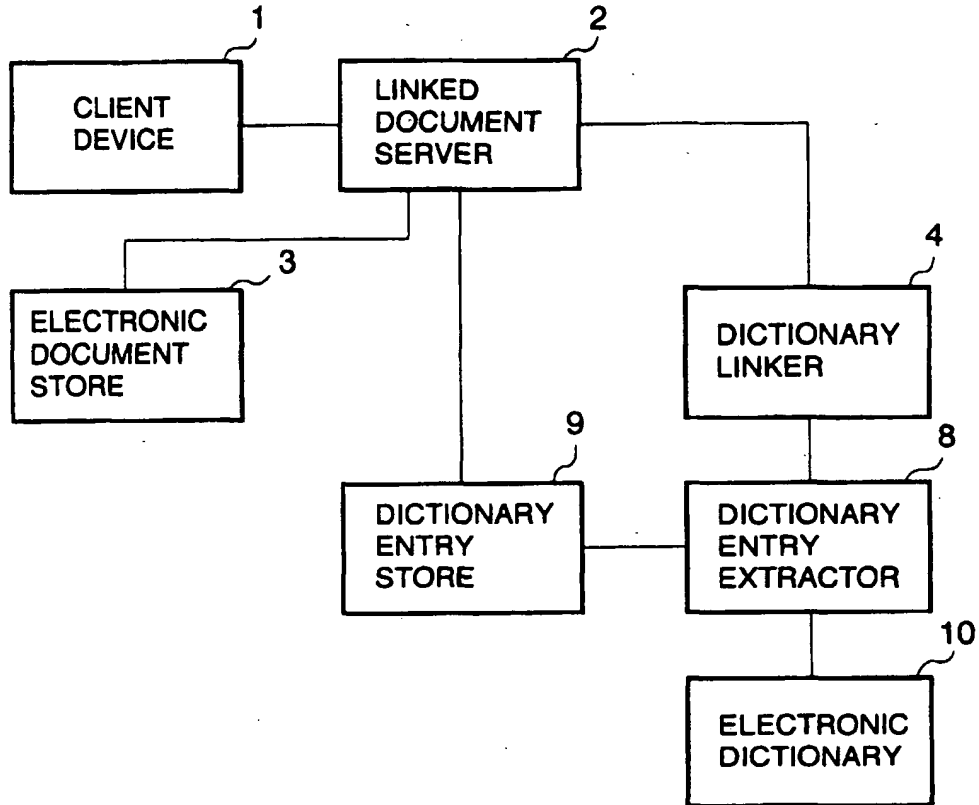 1
CLIENT
DEVICE
2
LINKED
DOCUMENT
SERVER
3
ELECTRONIC
DOCUMENT
STORE
4
DICTIONARY
LINKER
9
DICTIONARY
ENTRY
STORE
8
DICTIONARY
ENTRY
EXTRACTOR
10
ELECTRONIC
DICTIONARY